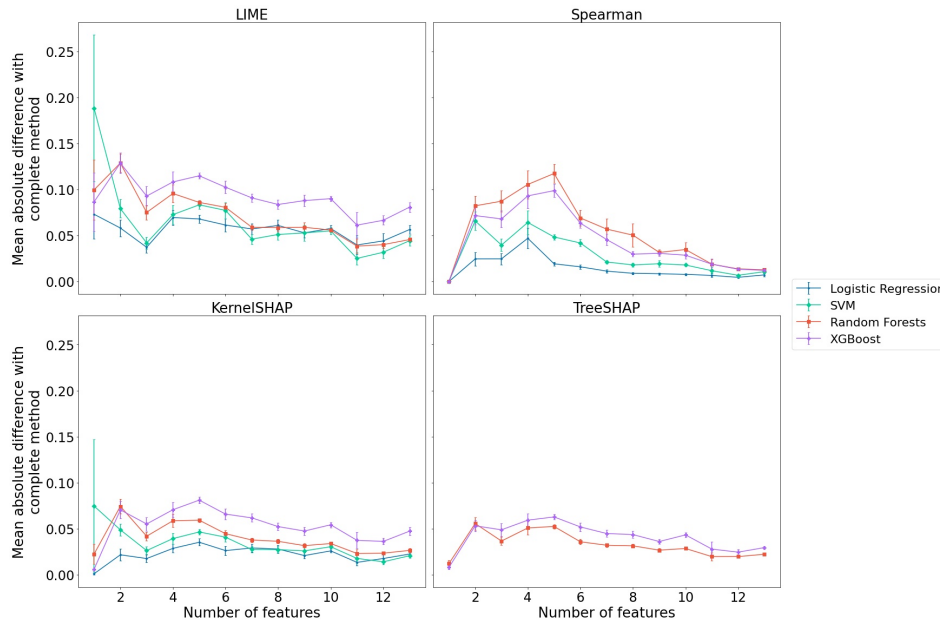 LIME
Spearman
Mean absolute difference with
complete method
0.25
0.20
0.15
0.10
0.05
0.00
KernelSHAP
TreeSHAP
Mean absolute difference with
complete method
0.25
0.20
0.15
0.10
0.05
0.00
2 4 6 8 10 12
2 4 6 8 10 12
Number of features
Number of features
Logistic Regression
SVM
Random Forests
XGBoost